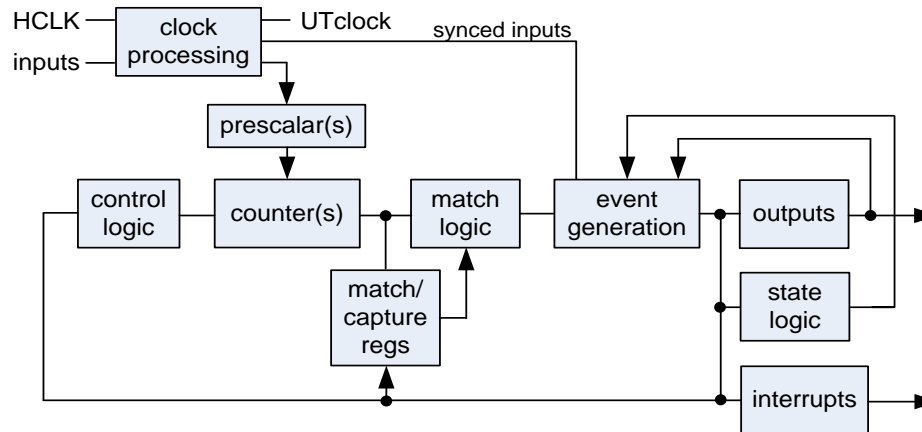 HCLK
inputs
clock
processing
UTclock
synced inputs
prescalar(s)
control
logic
counter(s)
match
logic
event
generation
outputs
match/
capture
regs
state
logic
interrupts